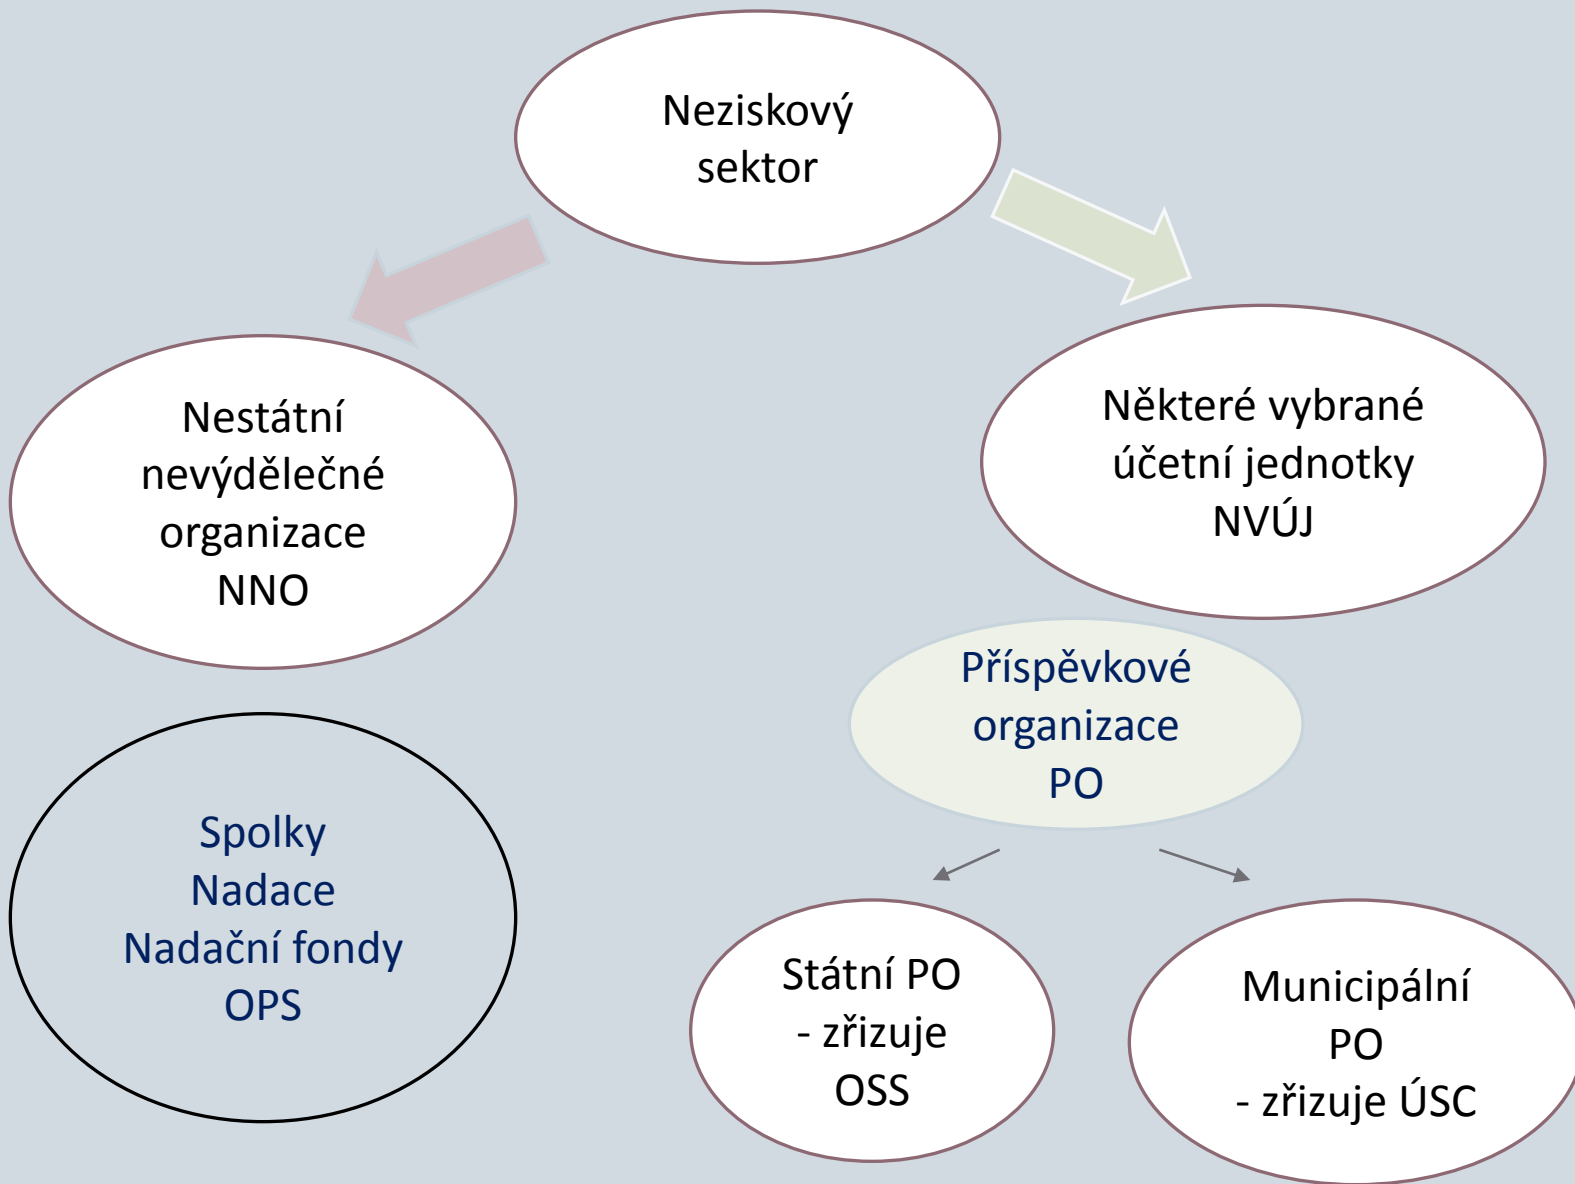 Neziskový
sektor
Nestátní
nevýdělečné
organizace
NNO
Některé vybrané
účetní jednotky
NVÚJ
Příspěvkové
organizace
PO
Spolky
Nadace
Nadační fondy
OPS
Státní PO
- zřizuje
OSS
Municipální
PO
- zřizuje ÚSC